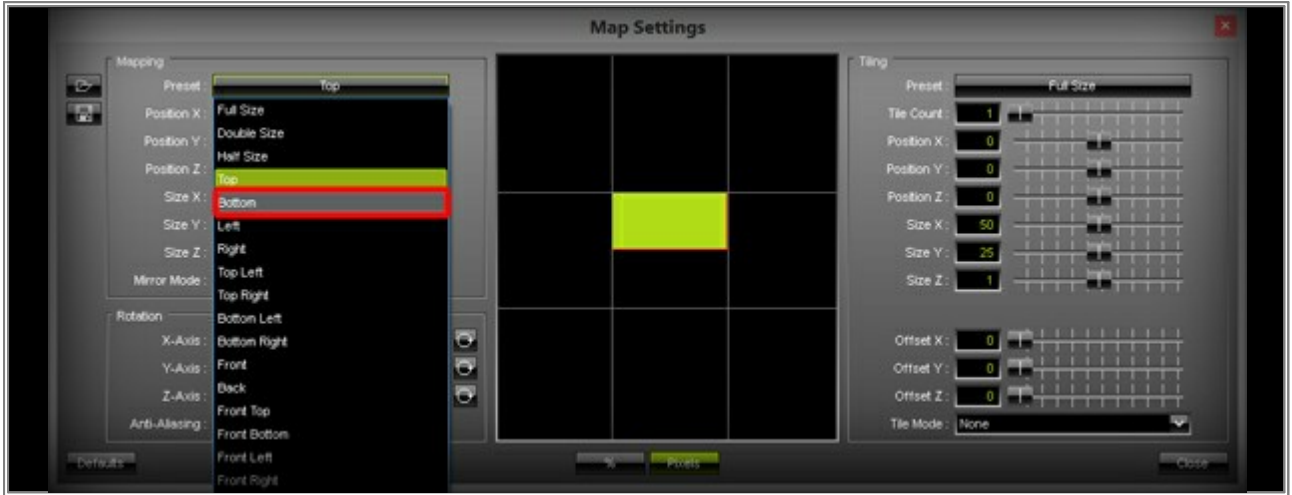 Map Settings
Mapping
Preset : Top
Position X :
Position Y :
Position Z :
Size X :
Size Y :
Size Z :
Mirror Mode :
Full Size
Double Size
Half Size
Top
Bottom
Left
Right
Top Left
Top Right
Bottom Left
Bottom Right
Front
Back
Front Top
Front Bottom
Front Left
Front Right
Rotation
X-Axis :
Y-Axis :
Z-Axis :
Anti-Aliasing :
Tiling
Preset : Full Size
Tile Count : 1
Position X : 0
Position Y : 0
Position Z : 0
Size X : 50
Size Y : 25
Size Z : 1
Offset X : 0
Offset Y : 0
Offset Z : 0
Tile Mode : None
Defaults
%
Pixels
Close